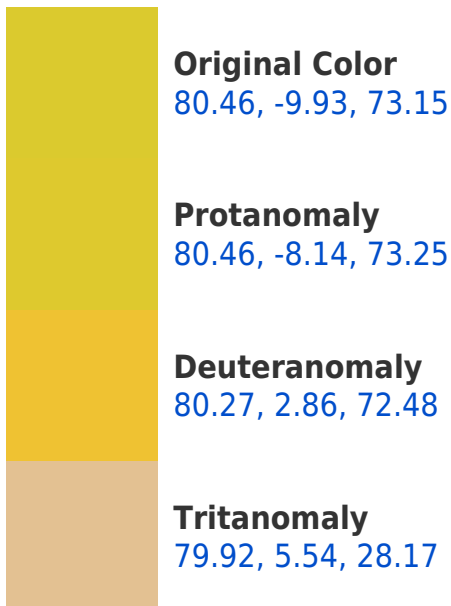 Original Color
80.46, -9.93, 73.15
Protanomaly
80.46, -8.14, 73.25
Deuteranomaly
80.27, 2.86, 72.48
Tritanomaly
79.92, 5.54, 28.17